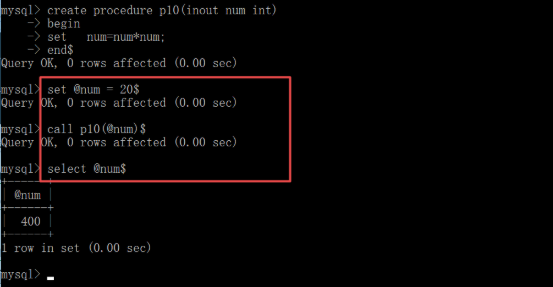 mysql> create procedure p10(inout num int)
    -> begin
    -> set   num=num*num;
    -> end$
Query OK, 0 rows affected (0.00 sec)
mysql> set @num = 20$
Query OK, 0 rows affected (0.00 sec)
mysql> call p10(@num)$
Query OK, 0 rows affected (0.00 sec)
mysql> select @num$
+------+
| @num |
+------+
|  400 |
+------+
1 row in set (0.00 sec)
mysql>